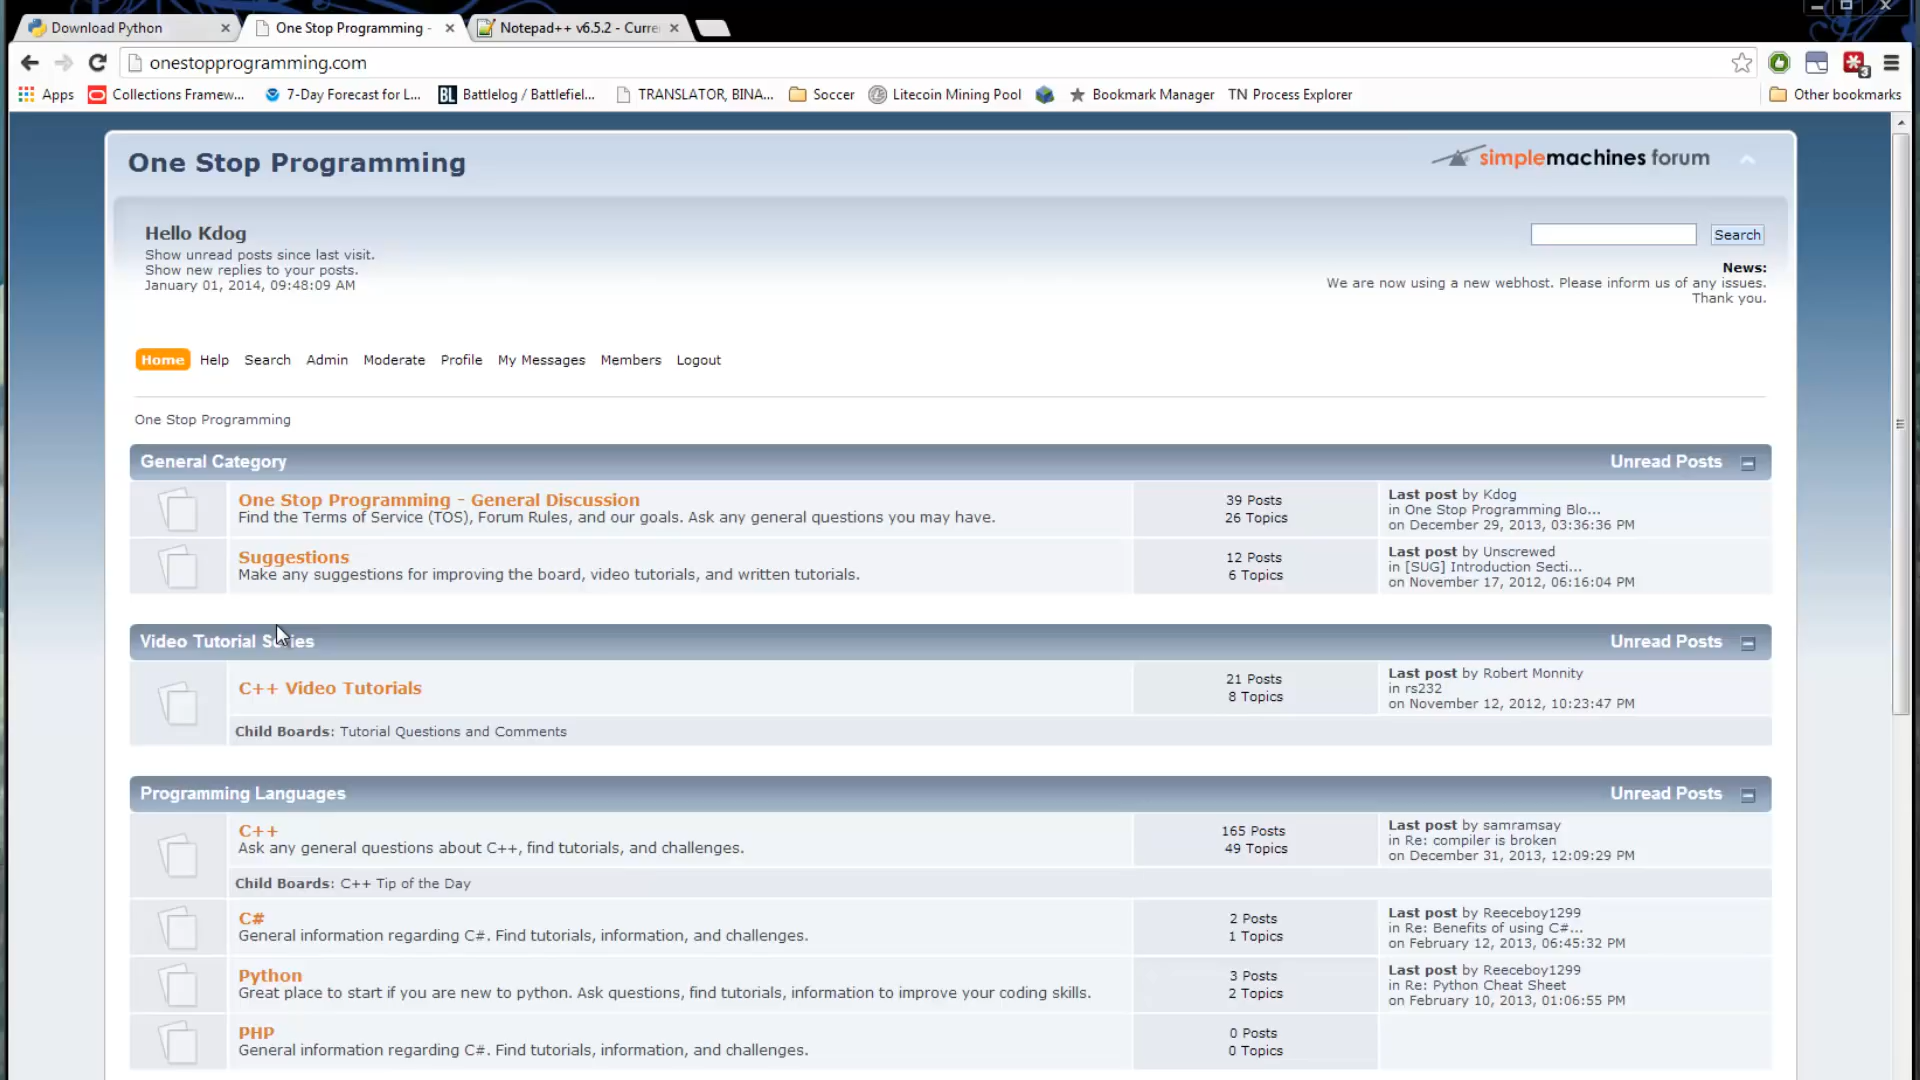 Download Python
One Stop Programming -
Notepad++ v6.5.2 - Curre
onestopprogramming.com
Apps
Collections Framew...
7-Day Forecast for L...
BL Battlelog / Battlefiel...
TRANSLATOR, BINA...
Soccer
Litecoin Mining Pool
Bookmark Manager
TN Process Explorer
Other bookmarks
3
One Stop Programming
simplemachines forum
Hello Kdog
Show unread posts since last visit.
Show new replies to your posts.
January 01, 2014, 09:48:09 AM
Search
News:
We are now using a new webhost. Please inform us of any issues.
Thank you.
Home Help Search Admin Moderate Profile My Messages Members Logout
One Stop Programming
General Category
Unread Posts
One Stop Programming - General Discussion
Find the Terms of Service (TOS), Forum Rules, and our goals. Ask any general questions you may have.
39 Posts
26 Topics
Last post by Kdog
in One Stop Programming Blo...
on December 29, 2013, 03:36:36 PM
Suggestions
Make any suggestions for improving the board, video tutorials, and written tutorials.
12 Posts
6 Topics
Last post by Unscrewed
in [SUG] Introduction Secti...
on November 17, 2012, 06:16:04 PM
Video Tutorial Series
Unread Posts
C++ Video Tutorials
21 Posts
8 Topics
Last post by Robert Monnity
in rs232
on November 12, 2012, 10:23:47 PM
Child Boards: Tutorial Questions and Comments
Programming Languages
Unread Posts
C++
Ask any general questions about C++, find tutorials, and challenges.
165 Posts
49 Topics
Last post by samramsay
in Re: compiler is broken
on December 31, 2013, 12:09:29 PM
Child Boards: C++ Tip of the Day
C#
General information regarding C#. Find tutorials, information, and challenges.
2 Posts
1 Topics
Last post by Reeceboy1299
in Re: Benefits of using C#...
on February 12, 2013, 06:45:32 PM
Python
Great place to start if you are new to python. Ask questions, find tutorials, information to improve your coding skills.
3 Posts
2 Topics
Last post by Reeceboy1299
in Re: Python Cheat Sheet
on February 10, 2013, 01:06:55 PM
PHP
General information regarding C#. Find tutorials, information, and challenges.
0 Posts
0 Topics